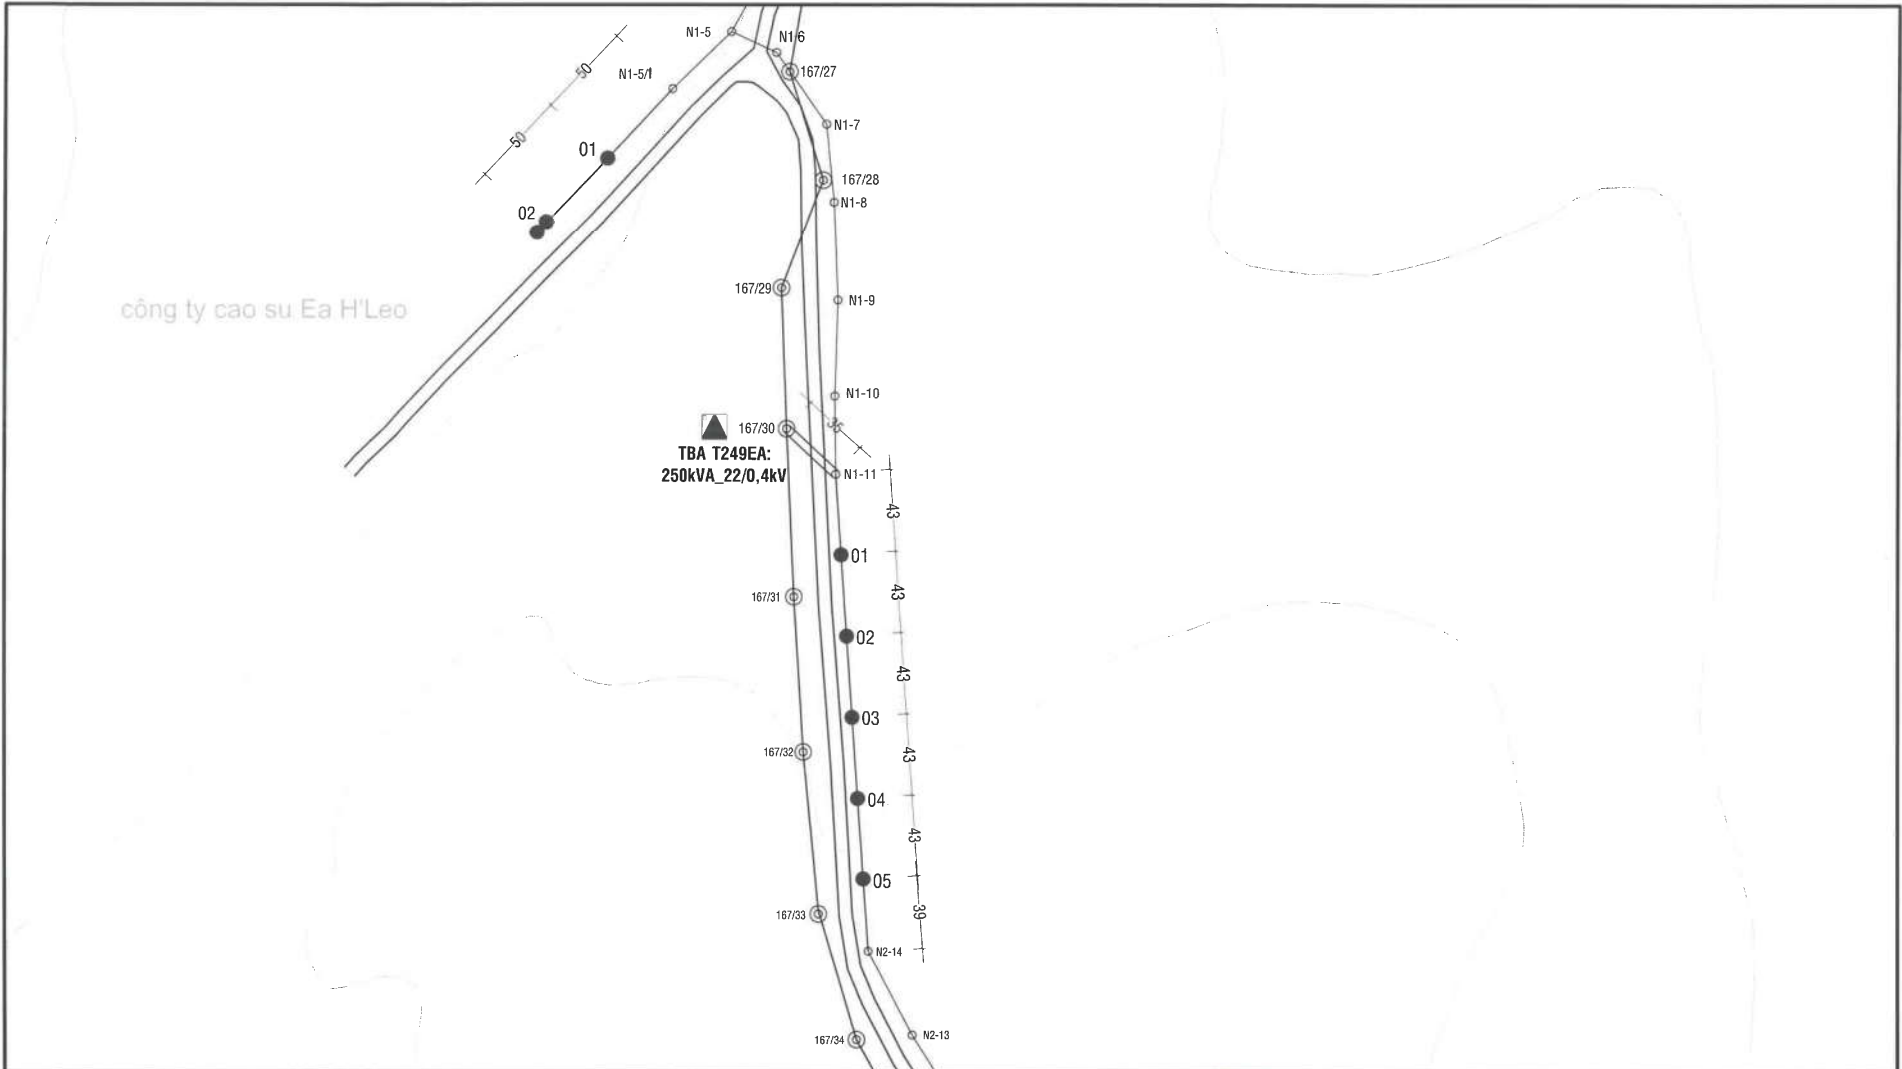 N1-5
N1-6
50
N1-5/1
167/27
50
N1-7
01
167/28
N1-8
02
167/29
N1-9
công ty cao su Ea H'Leo
N1-10
35
167/30
TBA T249EA:
250kVA_22/0,4kV
N1-11
43
01
43
167/31
02
43
03
167/32
43
04
43
05
39
167/33
N2-14
167/34
N2-13